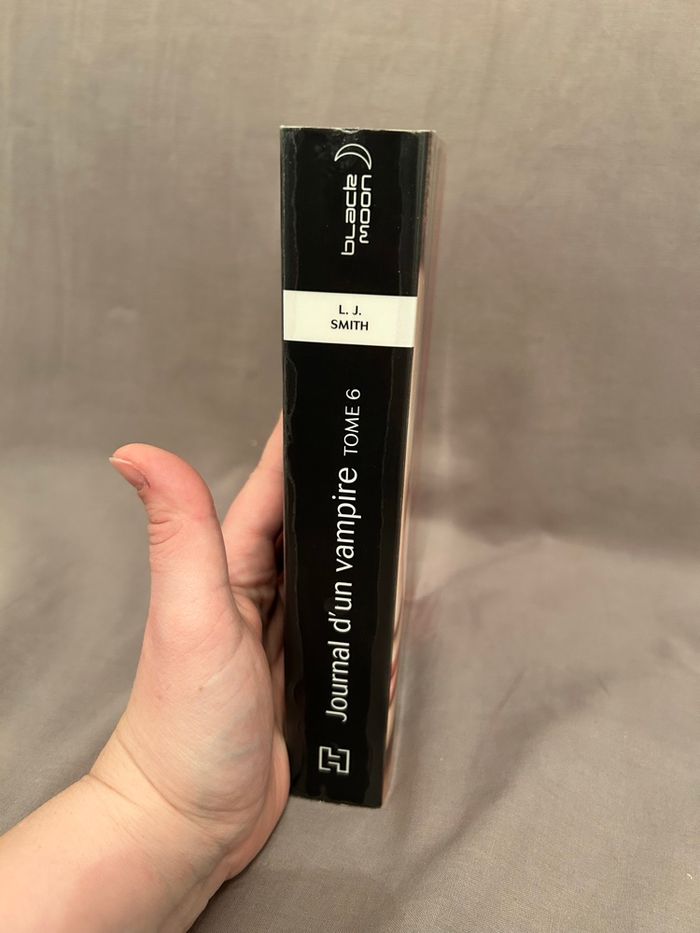 black
moon
L. J.
SMITH
Journal d'un vampire TOME 6